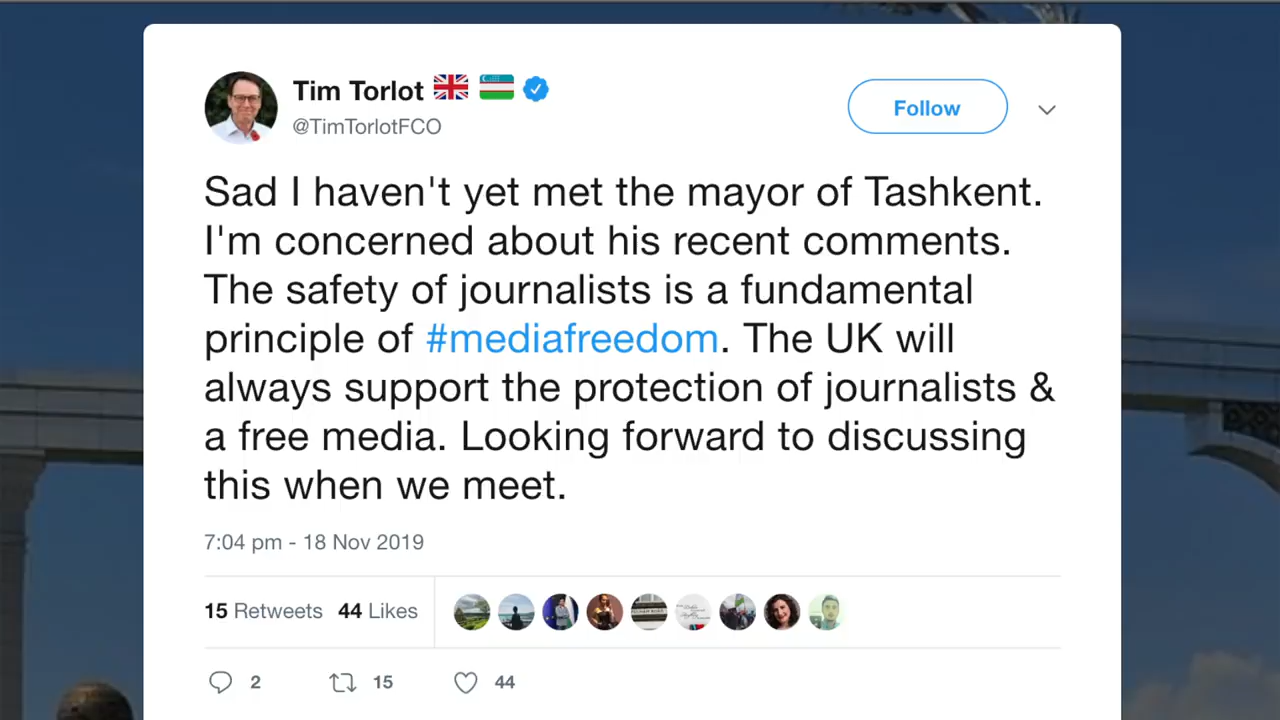 Tim Torlot
@TimTorlotFCO
Follow
Sad I haven't yet met the mayor of Tashkent.
I'm concerned about his recent comments.
The safety of journalists is a fundamental
principle of #mediafreedom. The UK will
always support the protection of journalists &
a free media. Looking forward to discussing
this when we meet.
7:04 pm - 18 Nov 2019
15 Retweets 44 Likes
2 15 44